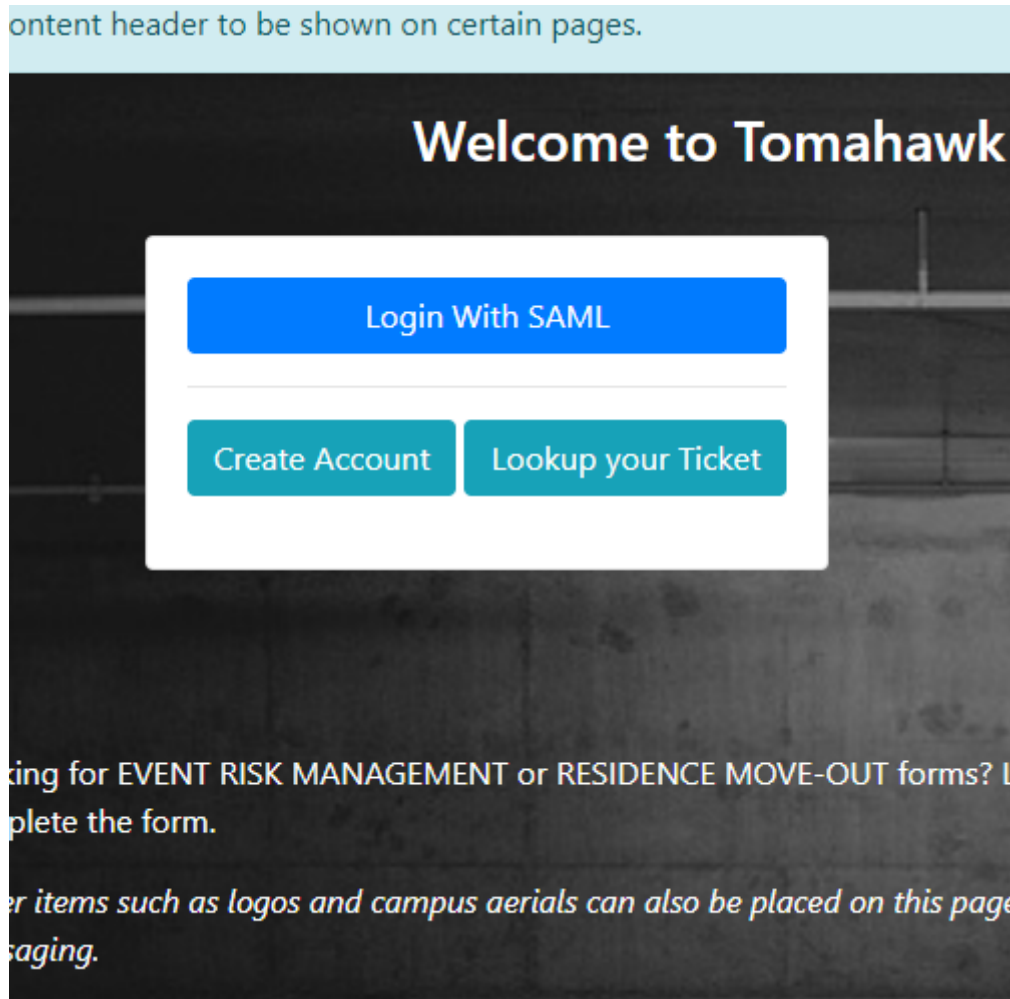 ontent header to be shown on certain pages.
Welcome to Tomahawk
Login With SAML
Create Account
Lookup your Ticket
king for EVENT RISK MANAGEMENT or RESIDENCE MOVE-OUT forms? L
plete the form.
er items such as logos and campus aerials can also be placed on this page
saging.